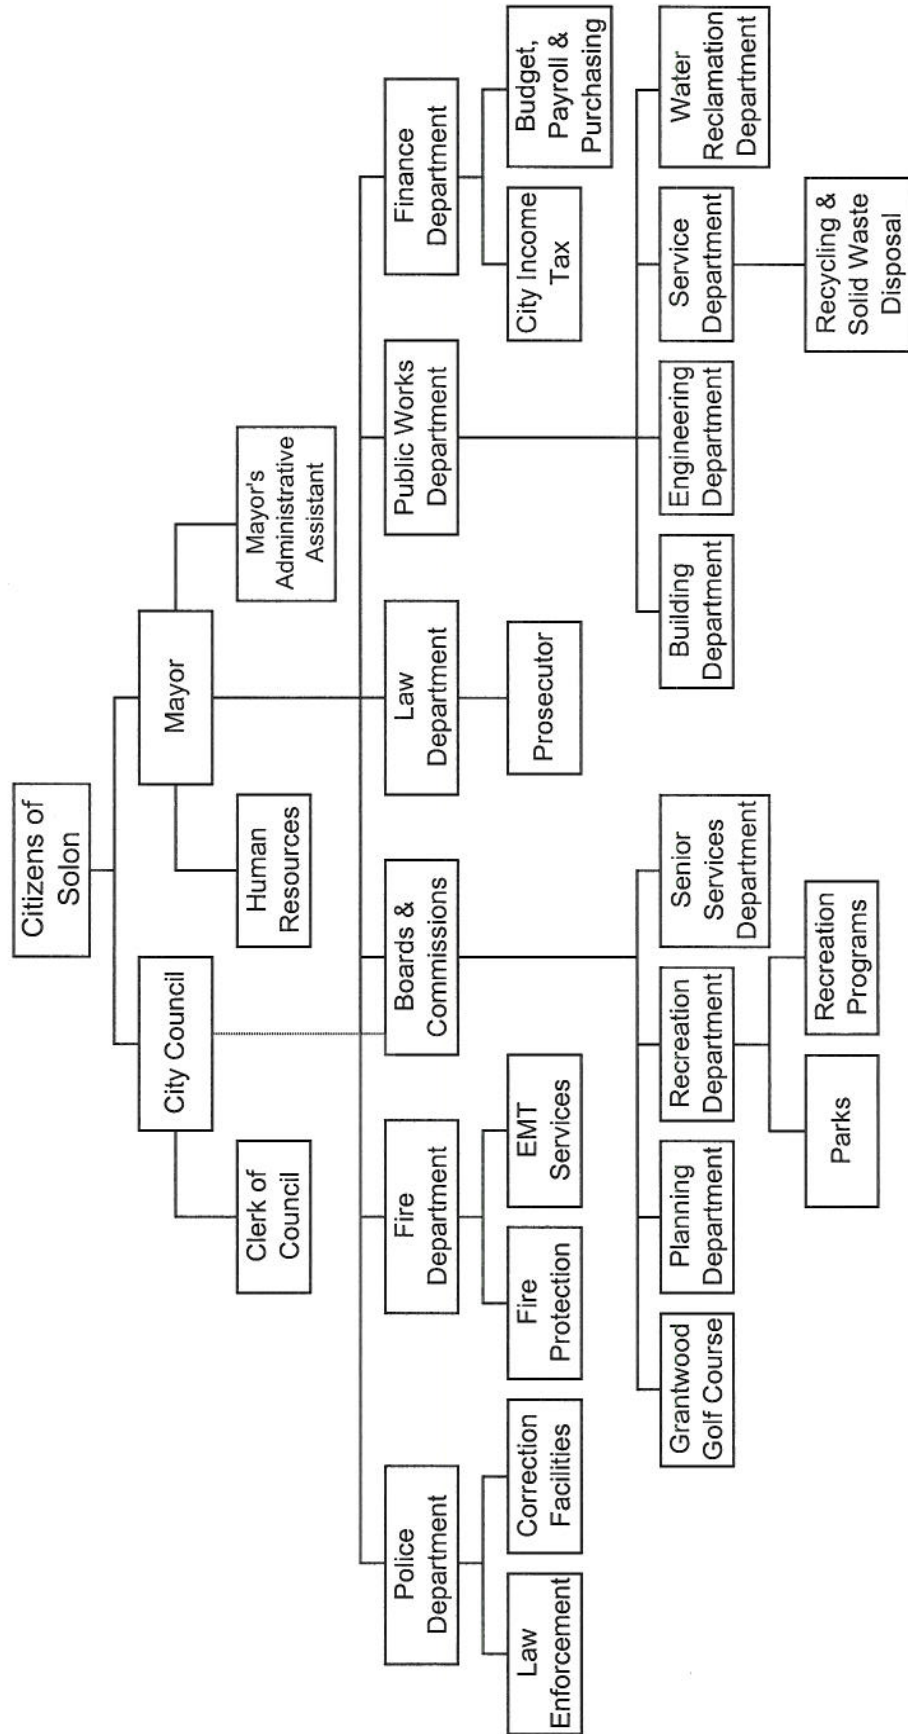 Citizens of
Solon
City Council
Mayor
Clerk of
Council
Human
Resources
Mayor's
Administrative
Assistant
Police
Department
Fire
Department
Boards &
Commissions
Law
Department
Public Works
Department
Finance
Department
Law
Enforcement
Correction
Facilities
Fire
Protection
EMT
Services
Prosecutor
City Income
Tax
Budget,
Payroll &
Purchasing
Grantwood
Golf Course
Planning
Department
Recreation
Department
Senior
Services
Department
Building
Department
Engineering
Department
Service
Department
Water
Reclamation
Department
Parks
Recreation
Programs
Recycling &
Solid Waste
Disposal